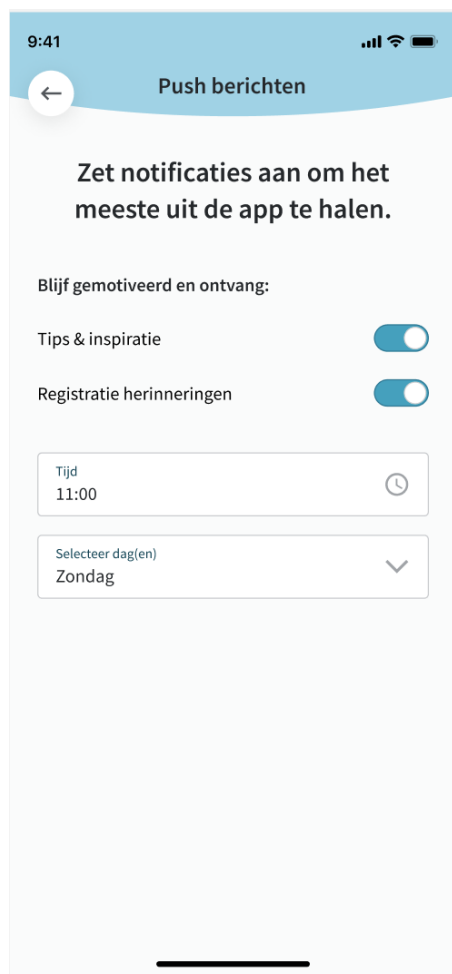 9:41
Push berichten
Zet notificaties aan om het
meeste uit de app te halen.
Blijf gemotiveerd en ontvang:
Tips & inspiratie
Registratie herinneringen
Tijd
11:00
Selecteer dag(en)
Zondag